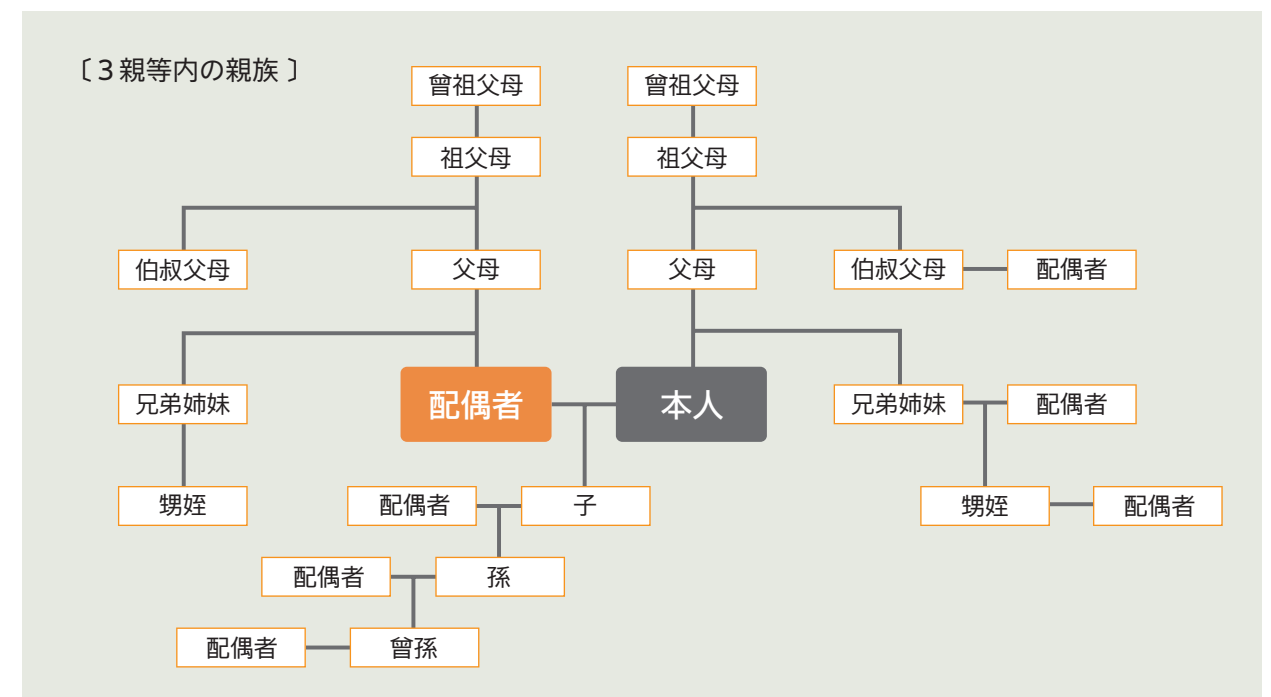 〔３親等内の親族〕
曾祖父母
曾祖父母
祖父母
祖父母
伯叔父母
父母
父母
伯叔父母
配偶者
兄弟姉妹
配偶者
本人
兄弟姉妹
配偶者
甥姪
配偶者
子
甥姪
配偶者
配偶者
孫
配偶者
曾孫